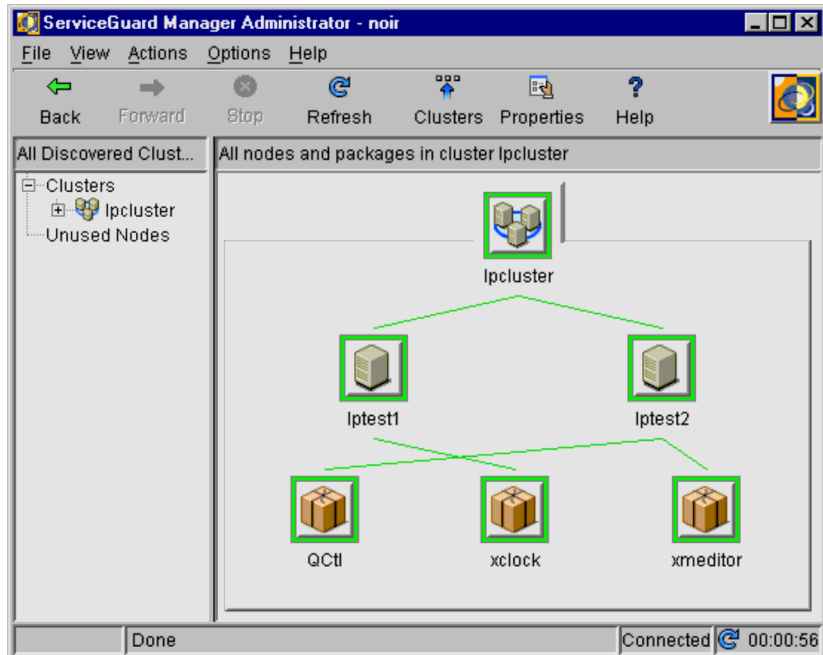 ServiceGuard Manager Administrator - noir
File View Actions Options Help
Back Forward Stop Refresh Clusters Properties Help
All Discovered Clust...
All nodes and packages in cluster lpcluster
Clusters
lpcluster
Unused Nodes
lpcluster
lptest1 lptest2
QCtl xclock xmeditor
Done Connected 00:00:56